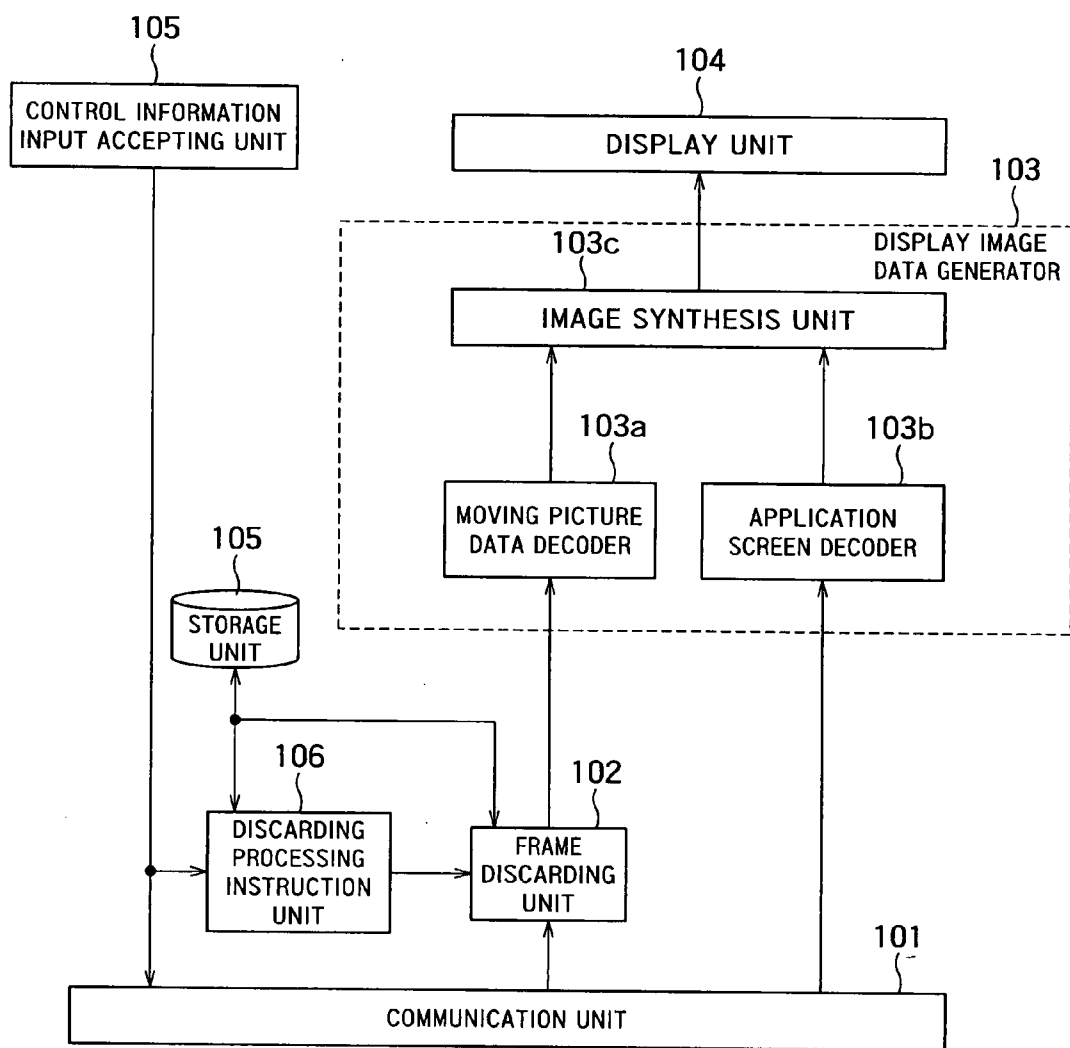 105
CONTROL INFORMATION
INPUT ACCEPTING UNIT
104
DISPLAY UNIT
103
DISPLAY IMAGE
DATA GENERATOR
103c
IMAGE SYNTHESIS UNIT
103a
MOVING PICTURE
DATA DECODER
103b
APPLICATION
SCREEN DECODER
105
STORAGE
UNIT
106
DISCARDING
PROCESSING
INSTRUCTION
UNIT
102
FRAME
DISCARDING
UNIT
101
COMMUNICATION UNIT